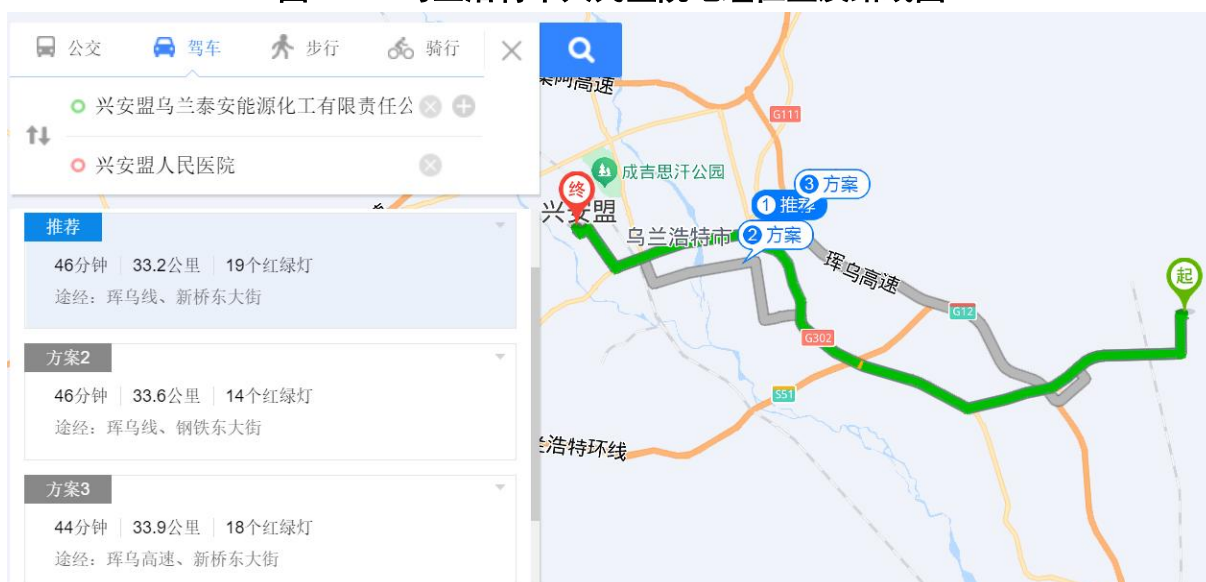 公交 驾车 步行 骑行
兴安盟乌兰泰安能源化工有限责任公
兴安盟人民医院
推荐
46分钟 33.2公里 19个红绿灯
途经：珲乌线、新桥东大街
方案2
46分钟 33.6公里 14个红绿灯
途经：珲乌线、钢铁东大街
方案3
44分钟 33.9公里 18个红绿灯
途经：珲乌高速、新桥东大街
G111
成吉思汗公园
3 方案
终
1 推荐
兴安盟
乌兰浩特市
2 方案
珲乌高速
起
G12
G302
S51
兰浩特环线